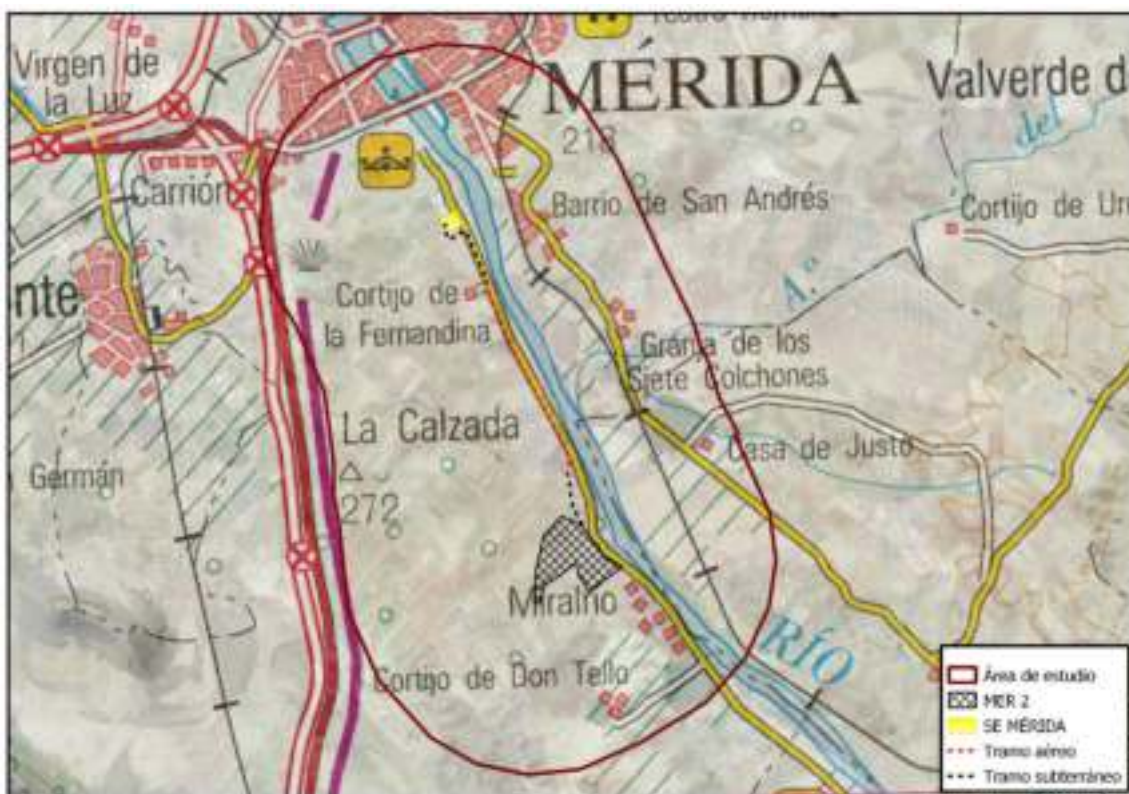 Virgen de
la Luz
MÉRIDA
Valverde d
del
Carrión
Barrio de San Andrés
Cortijo de
nte
Cortijo de
la Fernandina
A.º
Granja de los
Siete Colchones
La Calzada
Casa de Justo
Germán
272
Miralrío
RÍO
Cortijo de Don Tello
Área de estudio
MER 2
SE MÉRIDA
Tramo aéreo
Tramo subterráneo